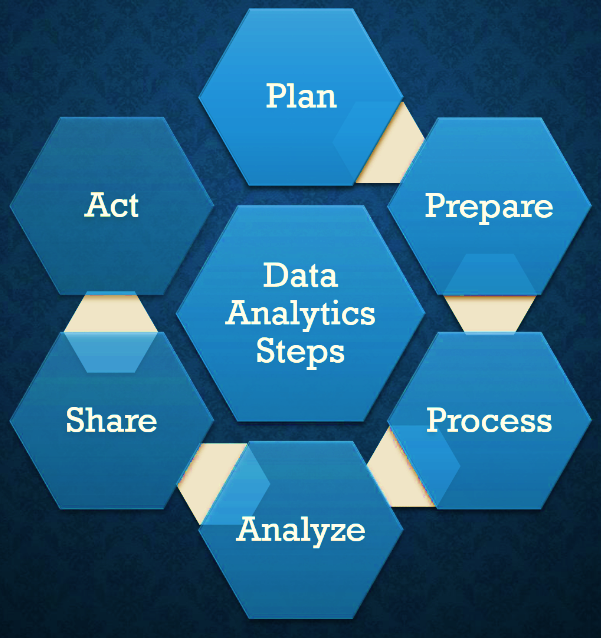 Plan
Act
Prepare
Data
Analytics
Steps
Share
Process
Analyze